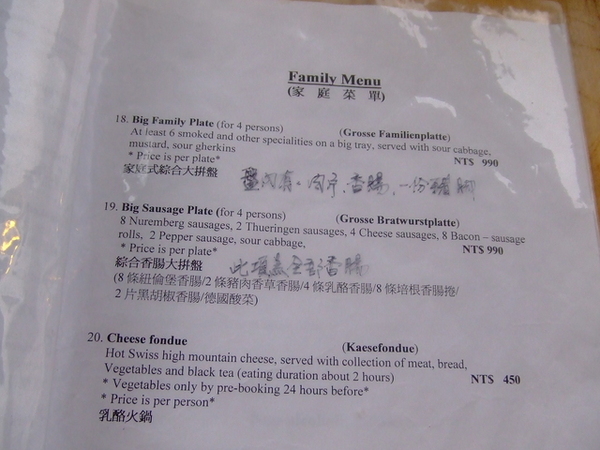 Family Menu
(家 庭 菜 單)
18. Big Family Plate (for 4 persons) (Grosse Familienplatte)
At least 6 smoked and other specialities on a big tray, served with sour cabbage,
mustard, sour gherkins NT$ 990
* Price is per plate*
家庭式綜合大拼盤
香腸
19. Big Sausage Plate (for 4 persons) (Grosse Bratwurstplatte)
8 Nuremberg sausages, 2 Thueringen sausages, 4 Cheese sausages, 8 Bacon – sausage
rolls, 2 Pepper sausage, sour cabbage, NT$ 990
* Price is per plate*
綜合香腸大拼盤 香腸
(8 條紐倫堡香腸/2 條豬肉香草香腸/4 條乳酪香腸/8 條培根香腸捲/
2 片黑胡椒香腸/德國酸菜)
20. Cheese fondue (Kaesefondue)
Hot Swiss high mountain cheese, served with collection of meat, bread,
Vegetables and black tea (eating duration about 2 hours) NT$ 450
* Vegetables only by pre-booking 24 hours before*
* Price is per person*
乳酪火鍋